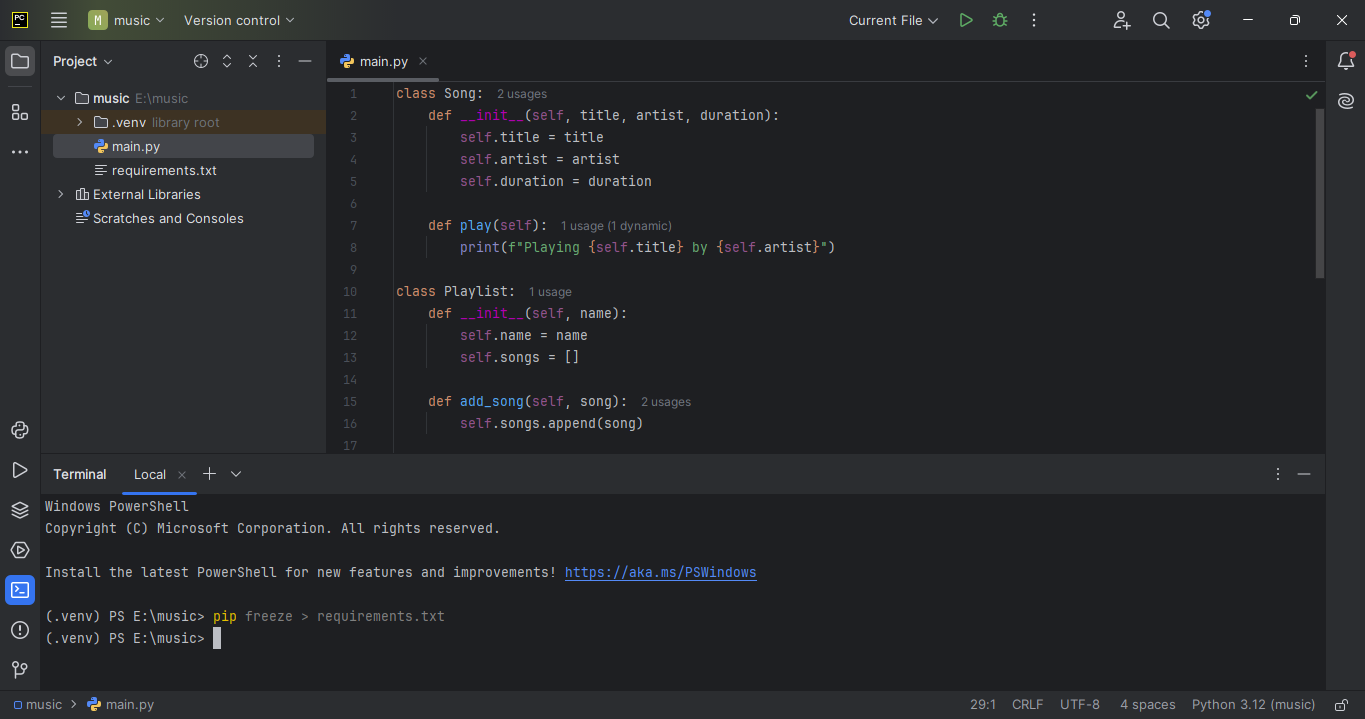 PC M music Version control Current File
Project
main.py
music E:\music
.venv library root
main.py
requirements.txt
External Libraries
Scratches and Consoles
1 class Song: 2 usages
2 def __init__(self, title, artist, duration):
3 self.title = title
4 self.artist = artist
5 self.duration = duration
6
7 def play(self): 1 usage (1 dynamic)
8 print(f"Playing {self.title} by {self.artist}")
9
10 class Playlist: 1 usage
11 def __init__(self, name):
12 self.name = name
13 self.songs = []
14
15 def add_song(self, song): 2 usages
16 self.songs.append(song)
17
Terminal Local
Windows PowerShell
Copyright (C) Microsoft Corporation. All rights reserved.
Install the latest PowerShell for new features and improvements! https://aka.ms/PSWindows
(.venv) PS E:\music> pip freeze > requirements.txt
(.venv) PS E:\music>
music > main.py 29:1 CRLF UTF-8 4 spaces Python 3.12 (music)